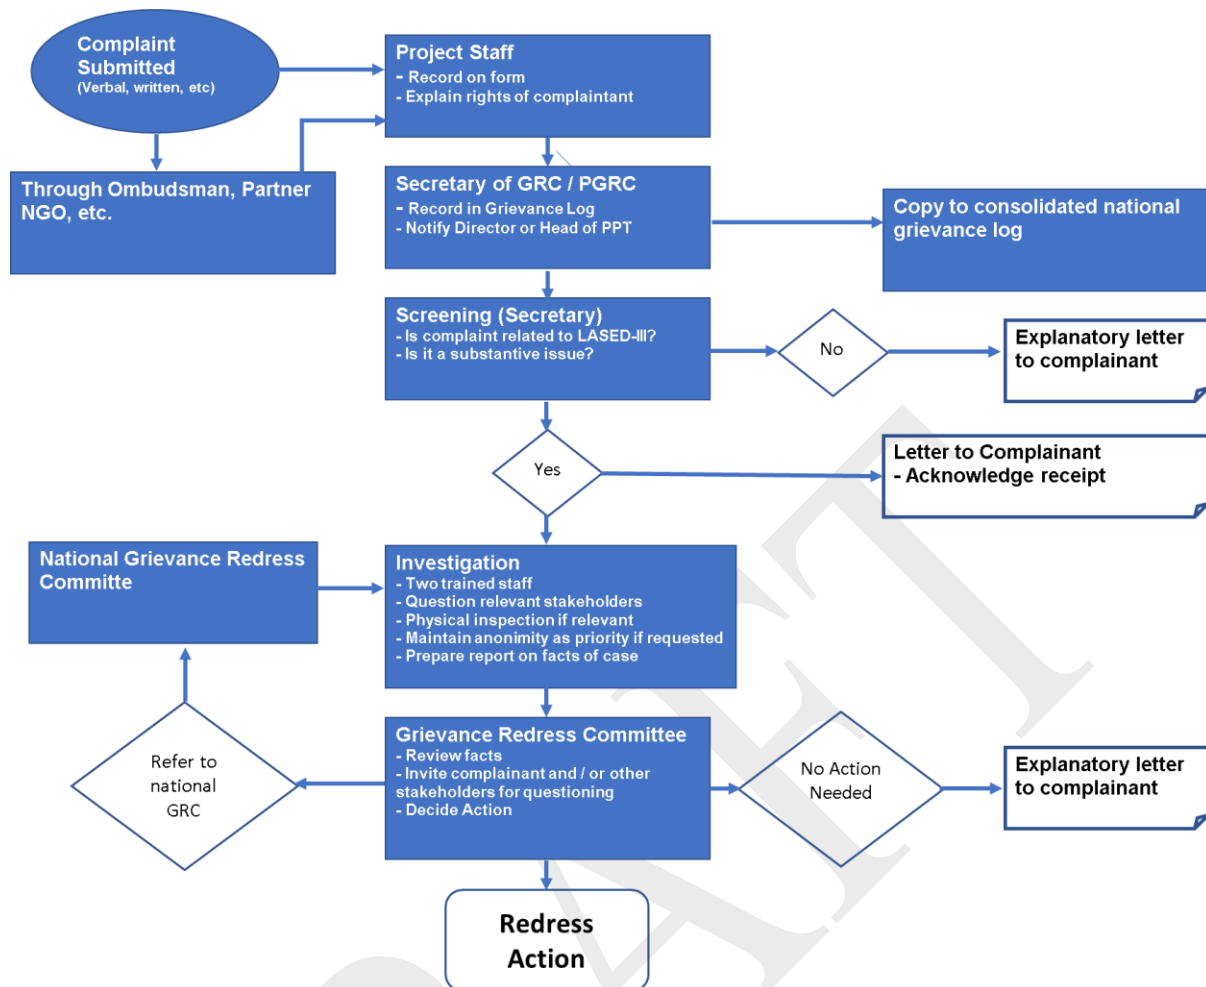 Complaint
Submitted
(Verbal, written, etc)
Project Staff
- Record on form
- Explain rights of complaintant
Through Ombudsman, Partner
NGO, etc.
Secretary of GRC / PGRC
- Record in Grievance Log
- Notify Director or Head of PPT
Copy to consolidated national
grievance log
Screening (Secretary)
- Is complaint related to LASED-III?
- Is it a substantive issue?
No
Explanatory letter
to complainant
Yes
Letter to Complainant
- Acknowledge receipt
National Grievance Redress
Committe
Investigation
- Two trained staff
- Question relevant stakeholders
- Physical inspection if relevant
- Maintain anonimity as priority if requested
- Prepare report on facts of case
Refer to
national
GRC
Grievance Redress Committee
- Review facts
- Invite complainant and / or other
stakeholders for questioning
- Decide Action
No Action
Needed
Explanatory letter
to complainant
Redress
Action